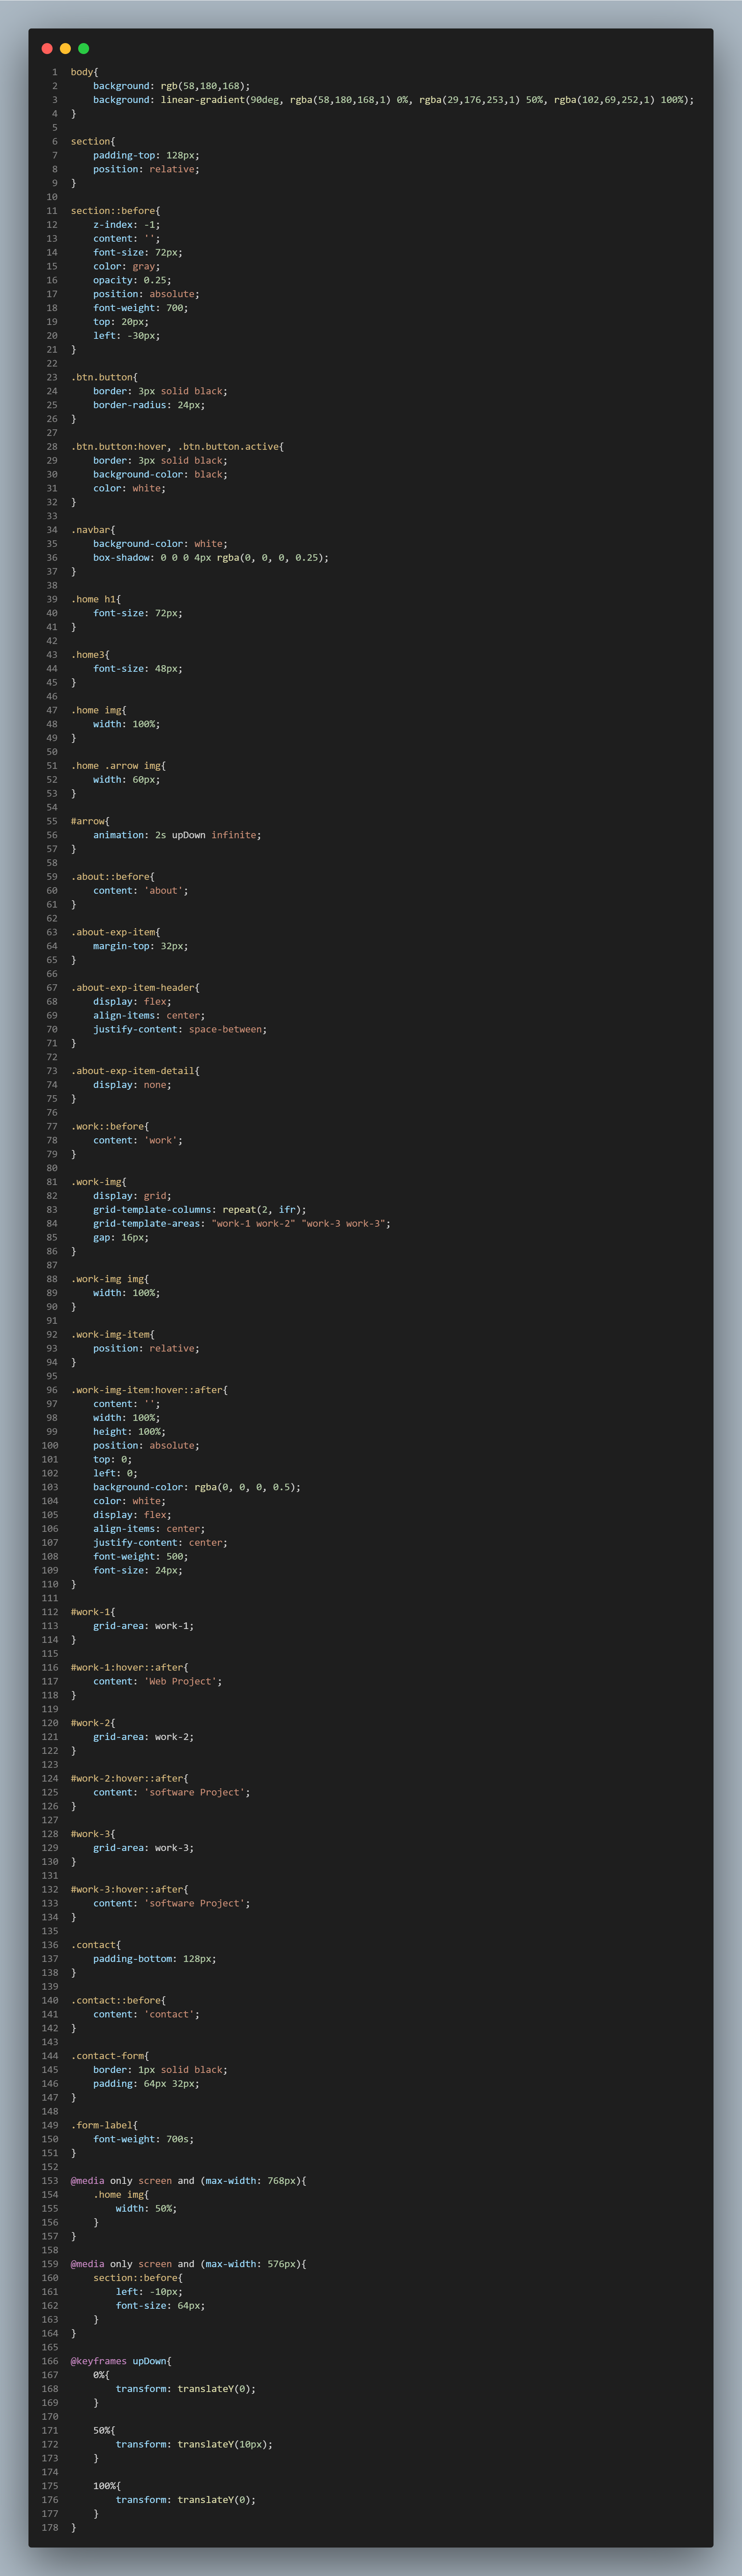 1 body{
2     background: rgb(58,180,168);
3     background: linear-gradient(90deg, rgba(58,180,168,1) 0%, rgba(29,176,253,1) 50%, rgba(102,69,252,1) 100%);
4 }
5
6 section{
7     padding-top: 128px;
8     position: relative;
9 }
10
11 section::before{
12     z-index: -1;
13     content: '';
14     font-size: 72px;
15     color: gray;
16     opacity: 0.25;
17     position: absolute;
18     font-weight: 700;
19     top: 20px;
20     left: -30px;
21 }
22
23 .btn.button{
24     border: 3px solid black;
25     border-radius: 24px;
26 }
27
28 .btn.button:hover, .btn.button.active{
29     border: 3px solid black;
30     background-color: black;
31     color: white;
32 }
33
34 .navbar{
35     background-color: white;
36     box-shadow: 0 0 0 4px rgba(0, 0, 0, 0.25);
37 }
38
39 .home h1{
40     font-size: 72px;
41 }
42
43 .home3{
44     font-size: 48px;
45 }
46
47 .home img{
48     width: 100%;
49 }
50
51 .home .arrow img{
52     width: 60px;
53 }
54
55 #arrow{
56     animation: 2s upDown infinite;
57 }
58
59 .about::before{
60     content: 'about';
61 }
62
63 .about-exp-item{
64     margin-top: 32px;
65 }
66
67 .about-exp-item-header{
68     display: flex;
69     align-items: center;
70     justify-content: space-between;
71 }
72
73 .about-exp-item-detail{
74     display: none;
75 }
76
77 .work::before{
78     content: 'work';
79 }
80
81 .work-img{
82     display: grid;
83     grid-template-columns: repeat(2, ifr);
84     grid-template-areas: "work-1 work-2" "work-3 work-3";
85     gap: 16px;
86 }
87
88 .work-img img{
89     width: 100%;
90 }
91
92 .work-img-item{
93     position: relative;
94 }
95
96 .work-img-item:hover::after{
97     content: '';
98     width: 100%;
99     height: 100%;
100     position: absolute;
101     top: 0;
102     left: 0;
103     background-color: rgba(0, 0, 0, 0.5);
104     color: white;
105     display: flex;
106     align-items: center;
107     justify-content: center;
108     font-weight: 500;
109     font-size: 24px;
110 }
111
112 #work-1{
113     grid-area: work-1;
114 }
115
116 #work-1:hover::after{
117     content: 'Web Project';
118 }
119
120 #work-2{
121     grid-area: work-2;
122 }
123
124 #work-2:hover::after{
125     content: 'software Project';
126 }
127
128 #work-3{
129     grid-area: work-3;
130 }
131
132 #work-3:hover::after{
133     content: 'software Project';
134 }
135
136 .contact{
137     padding-bottom: 128px;
138 }
139
140 .contact::before{
141     content: 'contact';
142 }
143
144 .contact-form{
145     border: 1px solid black;
146     padding: 64px 32px;
147 }
148
149 .form-label{
150     font-weight: 700s;
151 }
152
153 @media only screen and (max-width: 768px){
154     .home img{
155         width: 50%;
156     }
157 }
158
159 @media only screen and (max-width: 576px){
160     section::before{
161         left: -10px;
162         font-size: 64px;
163     }
164 }
165
166 @keyframes upDown{
167     0%{
168         transform: translateY(0);
169     }
170
171     50%{
172         transform: translateY(10px);
173     }
174
175     100%{
176         transform: translateY(0);
177     }
178 }